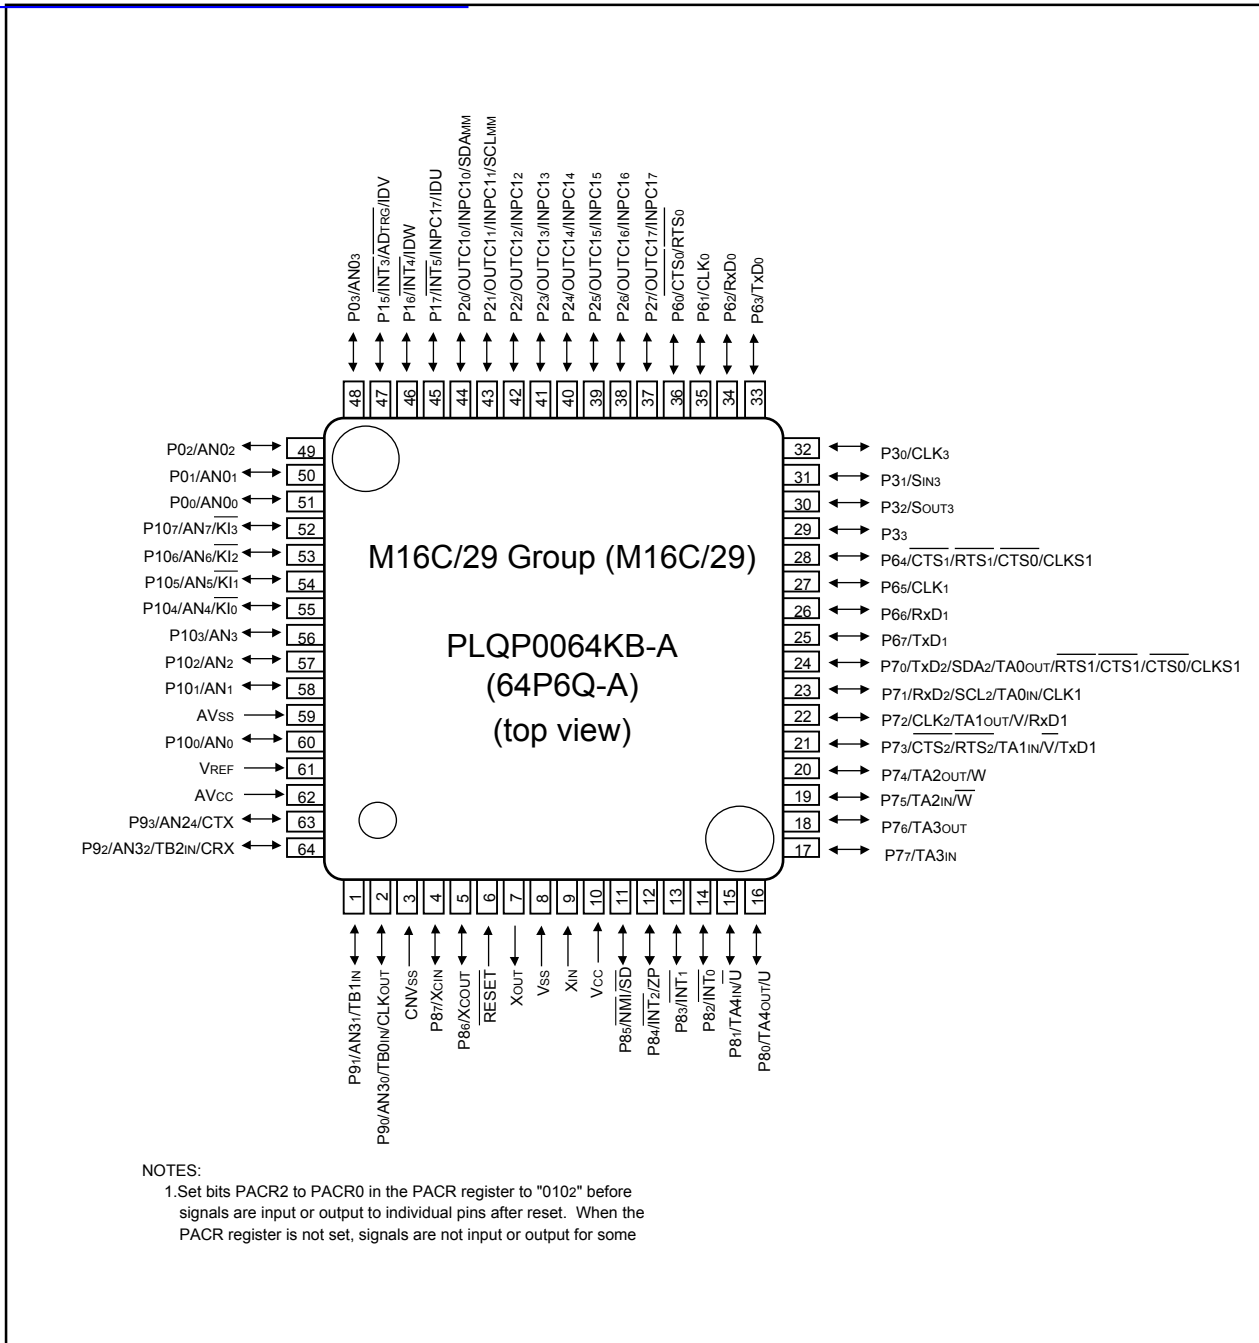 P03/AN03
P15/INT3/ADTRG/IDV
P16/INT4/IDW
P17/INT5/INPC17/IDU
P20/OUTC10/INPC10/SDAMM
P21/OUTC11/INPC11/SCLMM
P22/OUTC12/INPC12
P23/OUTC13/INPC13
P24/OUTC14/INPC14
P25/OUTC15/INPC15
P26/OUTC16/INPC16
P27/OUTC17/INPC17
P60/CTS0/RTS0
P61/CLK0
P62/RxD0
P63/TxD0
48 47 46 45 44 43 42 41 40 39 38 37 36 35 34 33
P02/AN02 49
P01/AN01 50
P00/AN00 51
P107/AN7/KI3 52
P106/AN6/KI2 53
P105/AN5/KI1 54
P104/AN4/KI0 55
P103/AN3 56
P102/AN2 57
P101/AN1 58
AVSS 59
P100/AN0 60
VREF 61
AVCC 62
P93/AN24/CTX 63
P92/AN32/TB2IN/CRX 64
M16C/29 Group (M16C/29)
PLQP0064KB-A
(64P6Q-A)
(top view)
32 P30/CLK3
31 P31/SIN3
30 P32/SOUT3
29 P33
28 P64/CTS1/RTS1/CTS0/CLKS1
27 P65/CLK1
26 P66/RxD1
25 P67/TxD1
24 P70/TxD2/SDA2/TA0OUT/RTS1/CTS1/CTS0/CLKS1
23 P71/RxD2/SCL2/TA0IN/CLK1
22 P72/CLK2/TA1OUT/V/RxD1
21 P73/CTS2/RTS2/TA1IN/V/TxD1
20 P74/TA2OUT/W
19 P75/TA2IN/W
18 P76/TA3OUT
17 P77/TA3IN
1 2 3 4 5 6 7 8 9 10 11 12 13 14 15 16
P91/AN31/TB1IN
P90/AN30/TB0IN/CLKOUT
CNVSS
P87/XCIN
P86/XCOUT
RESET
XOUT
VSS
XIN
VCC
P85/NMI/SD
P84/INT2/ZP
P83/INT1
P82/INT0
P81/TA4IN/U
P80/TA4OUT/U
NOTES:
1.Set bits PACR2 to PACR0 in the PACR register to "0102" before
signals are input or output to individual pins after reset. When the
PACR register is not set, signals are not input or output for some